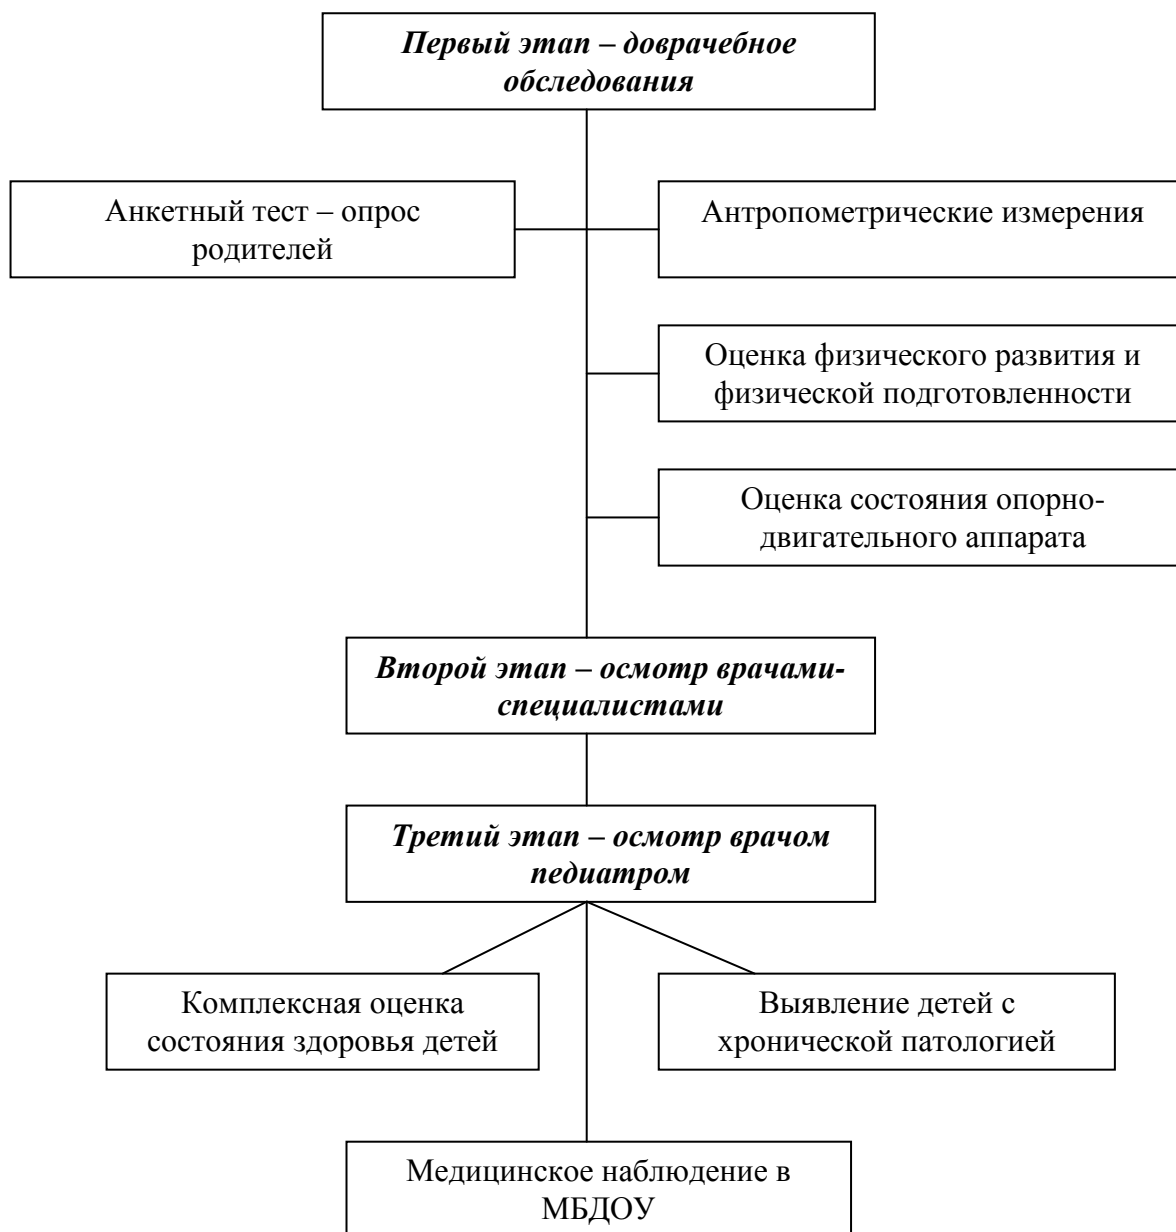 Первый этап – доврачебное
обследования
Анкетный тест – опрос
родителей
Антропометрические измерения
Оценка физического развития и
физической подготовленности
Оценка состояния опорно-
двигательного аппарата
Второй этап – осмотр врачами-
специалистами
Третий этап – осмотр врачом
педиатром
Комплексная оценка
состояния здоровья детей
Выявление детей с
хронической патологией
Медицинское наблюдение в
МБДОУ